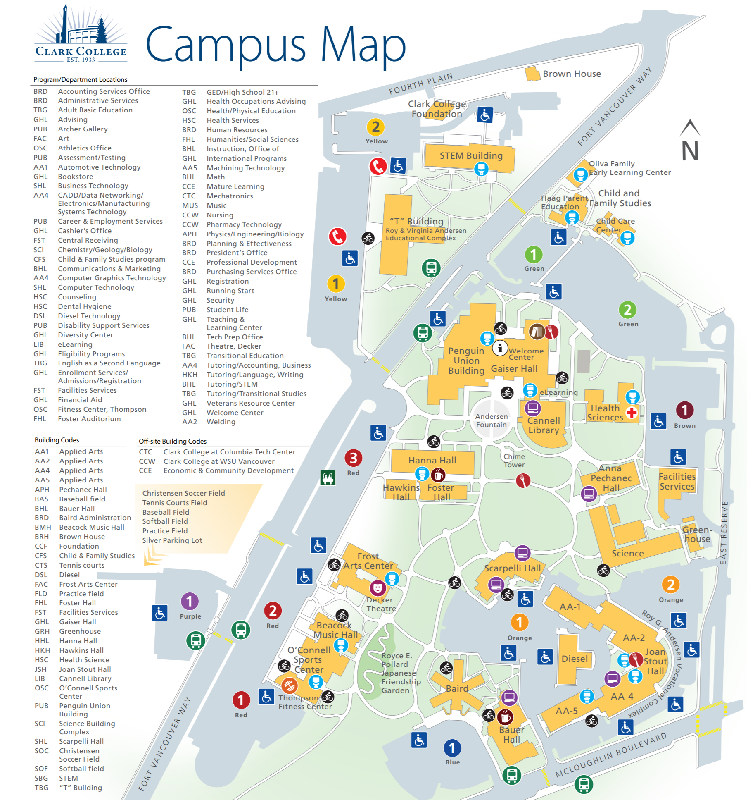 CLARK COLLEGE
EST. 1933
Campus Map
Program/Department Locations
BRD Accounting Services Office
BRD Administrative Services
TBG Adult Basic Education
GHL Advising
PUB Archer Gallery
FAC Art
OSC Athletics Office
PUB Assessment/Testing
AA1 Automotive Technology
GHL Bookstore
SHL Business Technology
AA4 CADD/Data Networking/
Electronics/Manufacturing
Systems Technology
PUB Career & Employment Services
GHL Cashier's Office
FST Central Receiving
SCI Chemistry/Geology/Biology
CFS Child & Family Studies program
BHL Communications & Marketing
AA4 Computer Graphics Technology
SHL Computer Technology
HSC Counseling
HSC Dental Hygiene
DSL Diesel Technology
PUB Disability Support Services
GHL Diversity Center
LIB eLearning
GHL Eligibility Programs
TBG English as a Second Language
GHL Enrollment Services/
Admissions/Registration
FST Facilities Services
GHL Financial Aid
OSC Fitness Center, Thompson
FHL Foster Auditorium
TBG GED/High School 21+
GHL Health Occupations Advising
OSC Health/Physical Education
HSC Health Services
BRD Human Resources
FHL Humanities/Social Sciences
BHL Instruction, Office of
GHL International Programs
AA5 Machining Technology
BHL Math
CCE Mature Learning
CTC Mechatronics
MUS Music
CCW Nursing
CCW Pharmacy Technology
APH Physics/Engineering/Biology
BRD Planning & Effectiveness
BRD President's Office
CCE Professional Development
BRD Purchasing Services Office
GHL Registration
GHL Running Start
GHL Security
PUB Student Life
GHL Teaching &
Learning Center
BHL Tech Prep Office
FAC Theatre, Decker
TBG Transitional Education
AA4 Tutoring/Accounting, Business
HKH Tutoring/Language, Writing
BHL Tutoring/STEM
TBG Tutoring/Transitional Studies
GHL Veterans Resource Center
GHL Welcome Center
AA2 Welding
Building Codes
AA1 Applied Arts
AA2 Applied Arts
AA4 Applied Arts
AA5 Applied Arts
APH Pechanec Hall
BAS Baseball Field
BHL Bauer Hall
BRD Baird Administration
BMH Beacock Music Hall
BRH Brown House
CCF Foundation
CFS Child & Family Studies
CTS Tennis courts
DSL Diesel
FAC Frost Arts Center
FLD Practice field
FHL Foster Hall
FST Facilities Services
GHL Gaiser Hall
GRH Greenhouse
HHL Hanna Hall
HKH Hawkins Hall
HSC Health Science
JSH Joan Stout Hall
LIB Cannell Library
OSC O'Connell Sports
Center
PUB Penguin Union
Building
SCI Science Building
Complex
SHL Scarpelli Hall
SOC Christensen
Soccer Field
SOF Softball field
SBG STEM
TBG "T" Building
Off-site Building Codes
CTC Clark College at Columbia Tech Center
CCW Clark College at WSU Vancouver
CCE Economic & Community Development
Christensen Soccer Field
Tennis Courts Field
Baseball Field
Softball Field
Practice Field
Silver Parking Lot
FOURTH PLAIN
Brown House
FORT VANCOUVER WAY
N
Clark College
Foundation
2
Yellow
STEM Building
Oliva Family
Early Learning Center
Haag Parent
Education
Child and
Family Studies
Child Care
Center
"T" Building
Roy & Virginia Andersen
Educational Complex
1
Yellow
1
Green
2
Green
Penguin
Union
Building
i
Welcome
Center
Gaiser Hall
eLearning
Andersen
Fountain
Cannell
Library
Health
Sciences
1
Brown
3
Red
Hanna Hall
Hawkins
Hall
Foster
Hall
Chime
Tower
Anna
Pechanec
Hall
Facilities
Services
Green-
house
EAST RESERVE
Science
Frost
Arts Center
Decker
Theatre
Scarpelli Hall
1
Purple
2
Red
Beacock
Music Hall
O'Connell
Sports
Center
Thompson
Fitness Center
1
Red
Royce E.
Pollard
Japanese
Friendship
Garden
1
Orange
2
Orange
AA-1
AA-2
Roy G. Andersen Vocational Complex
Joan
Stout
Hall
Diesel
AA-4
AA-5
Baird
Bauer
Hall
1
Blue
FORT VANCOUVER WAY
MCLOUGHLIN BOULEVARD